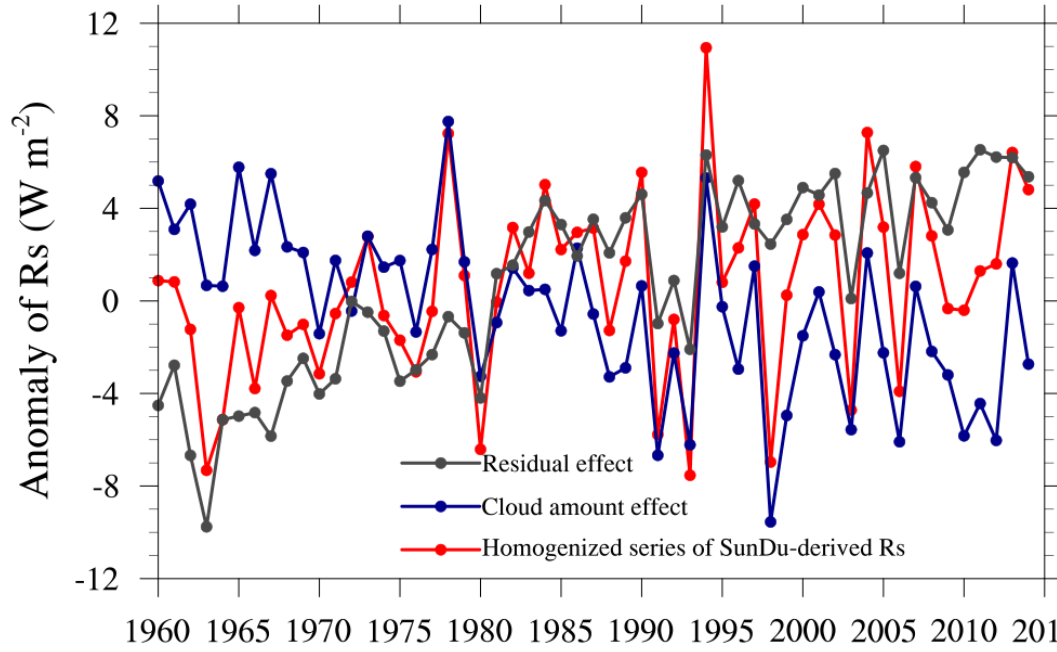 Anomaly of Rs (W m⁻²)
12
8
4
0
-4
-8
-12
Residual effect
Cloud amount effect
Homogenized series of SunDu-derived Rs
1960 1965 1970 1975 1980 1985 1990 1995 2000 2005 2010 201